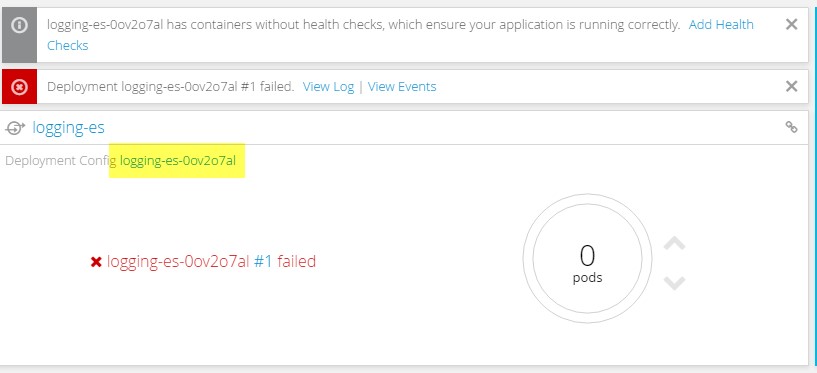 logging-es-0ov2o7al has containers without health checks, which ensure your application is running correctly. Add Health
Checks
Deployment logging-es-0ov2o7al #1 failed. View Log | View Events
logging-es
Deployment Config logging-es-0ov2o7al
logging-es-0ov2o7al #1 failed
0
pods